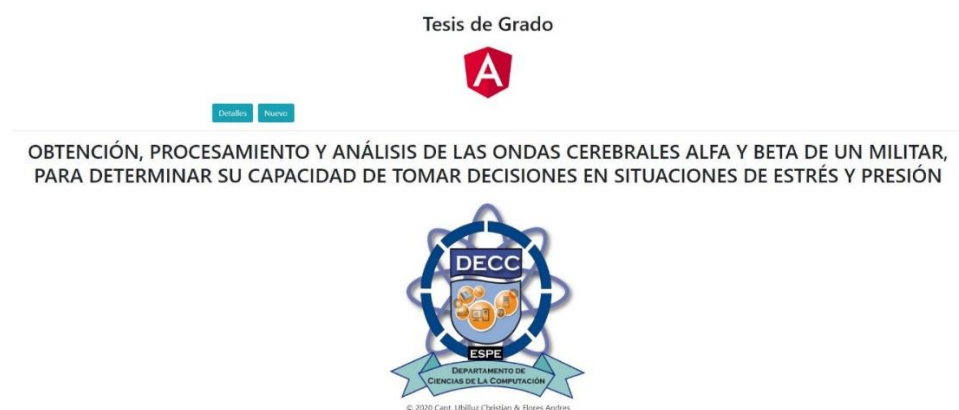 Tesis de Grado
A
Detalles Nuevo
OBTENCIÓN, PROCESAMIENTO Y ANÁLISIS DE LAS ONDAS CEREBRALES ALFA Y BETA DE UN MILITAR,
PARA DETERMINAR SU CAPACIDAD DE TOMAR DECISIONES EN SITUACIONES DE ESTRÉS Y PRESIÓN
DECC
ESPE
DEPARTAMENTO DE
CIENCIAS DE LA COMPUTACIÓN
© 2020 Capt. Ubilluz Christian & Flores Andres